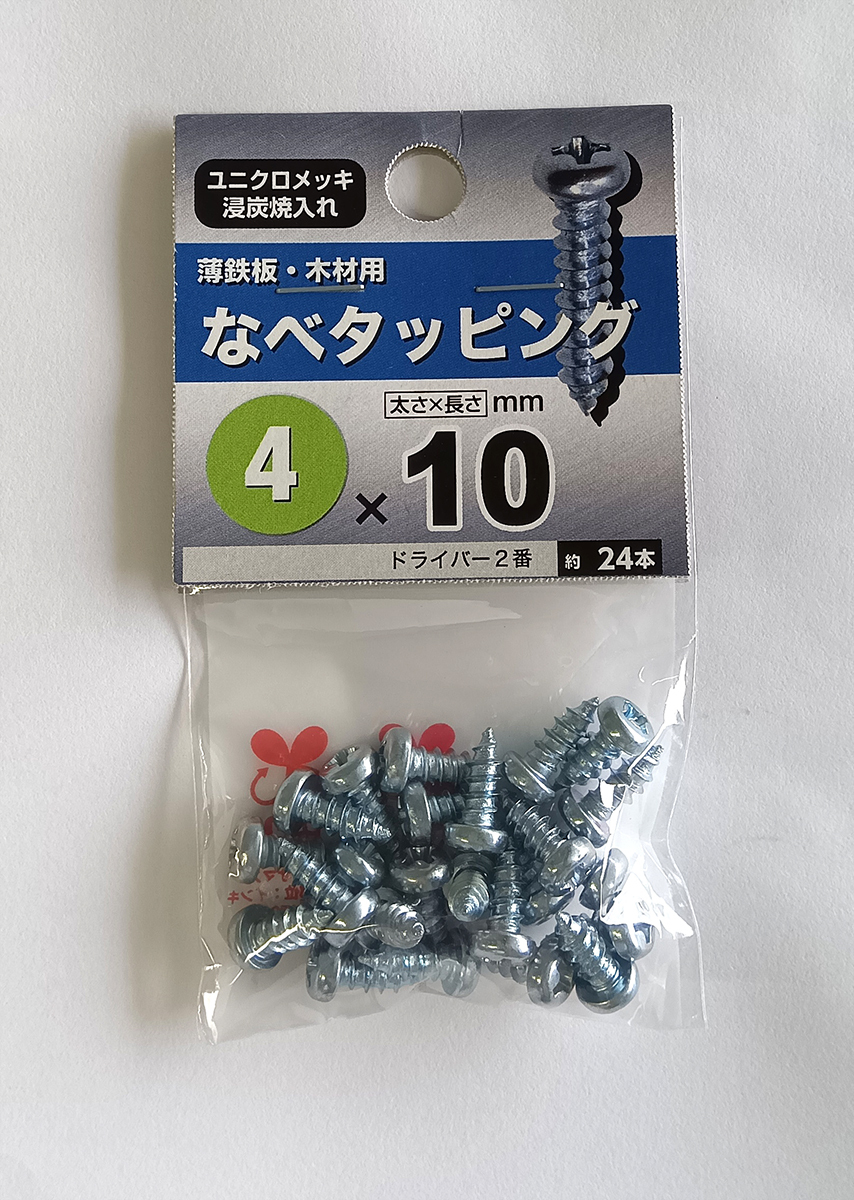 ユニクロメッキ
浸炭焼入れ
薄鉄板・木材用
なべタッピング
太さ×長さ mm
4 × 10
ドライバー2番 約 24本